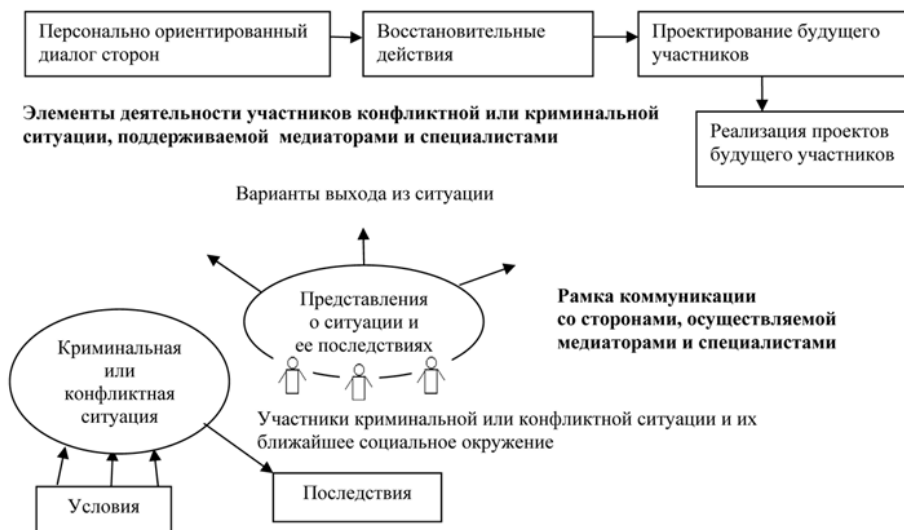 Персонально ориентированный
диалог сторон
Восстановительные
действия
Проектирование будущего
участников
Элементы деятельности участников конфликтной или криминальной
ситуации, поддерживаемой медиаторами и специалистами
Реализация проектов
будущего участников
Варианты выхода из ситуации
Представления
о ситуации и
ее последствиях
Рамка коммуникации
со сторонами, осуществляемой
медиаторами и специалистами
Криминальная
или
конфликтная
ситуация
Участники криминальной или конфликтной ситуации и их
ближайшее социальное окружение
Последствия
Условия